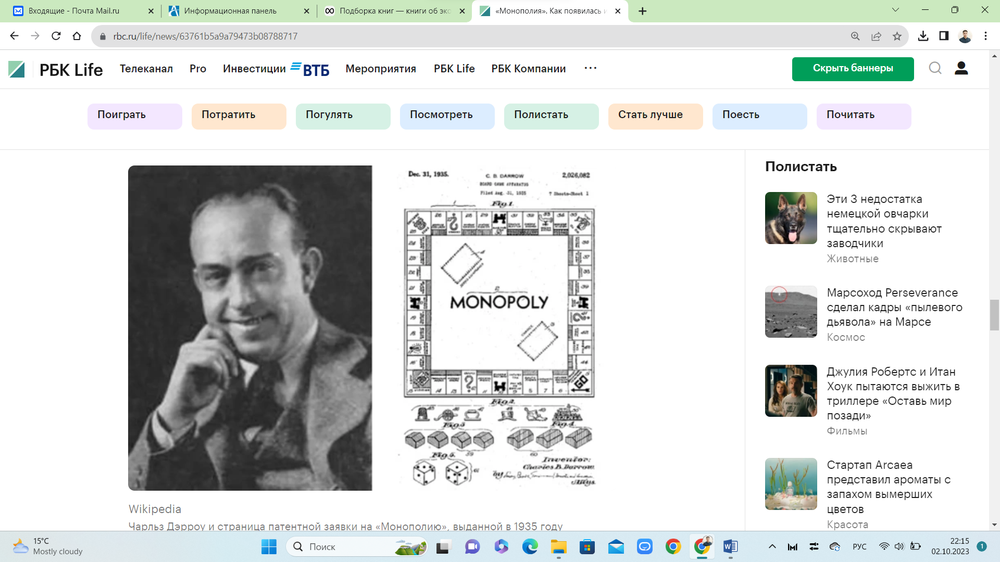 Входящие - Почта Mail.ru
Информационная панель
Подборка книг — книги об эко
«Монополия». Как появилась и
rbc.ru/life/news/63761b5a9a79473b08788717
РБК Life
Телеканал
Pro
Инвестиции
ВТБ
Мероприятия
РБК Life
РБК Компании
Скрыть баннеры
Поиграть
Потратить
Погулять
Посмотреть
Полистать
Стать лучше
Поесть
Почитать
Dec. 31, 1935.
C. B. DARROW
2,026,082
BOARD GAME APPARATUS
Filed Aug. 31, 1935
7 Sheets-Sheet 1
Fig.1.
MONOPOLY
GO
Fig.2.
Fig.3
Fig.4.
Fig.5.
Inventor:
Charles B. Darrow
by
Attys.
Wikipedia
Чарльз Дэрроу и страница патентной заявки на «Монополию», выданной в 1935 году
Полистать
Эти 3 недостатка
немецкой овчарки
тщательно скрывают
заводчики
Животные
Марсоход Perseverance
сделал кадры «пылевого
дьявола» на Марсе
Космос
Джулия Робертс и Итан
Хоук пытаются выжить в
триллере «Оставь мир
позади»
Фильмы
Стартап Arcaea
представил ароматы с
запахом вымерших
цветов
Красота
15°C
Mostly cloudy
Поиск
РУС
22:15
02.10.2023
1